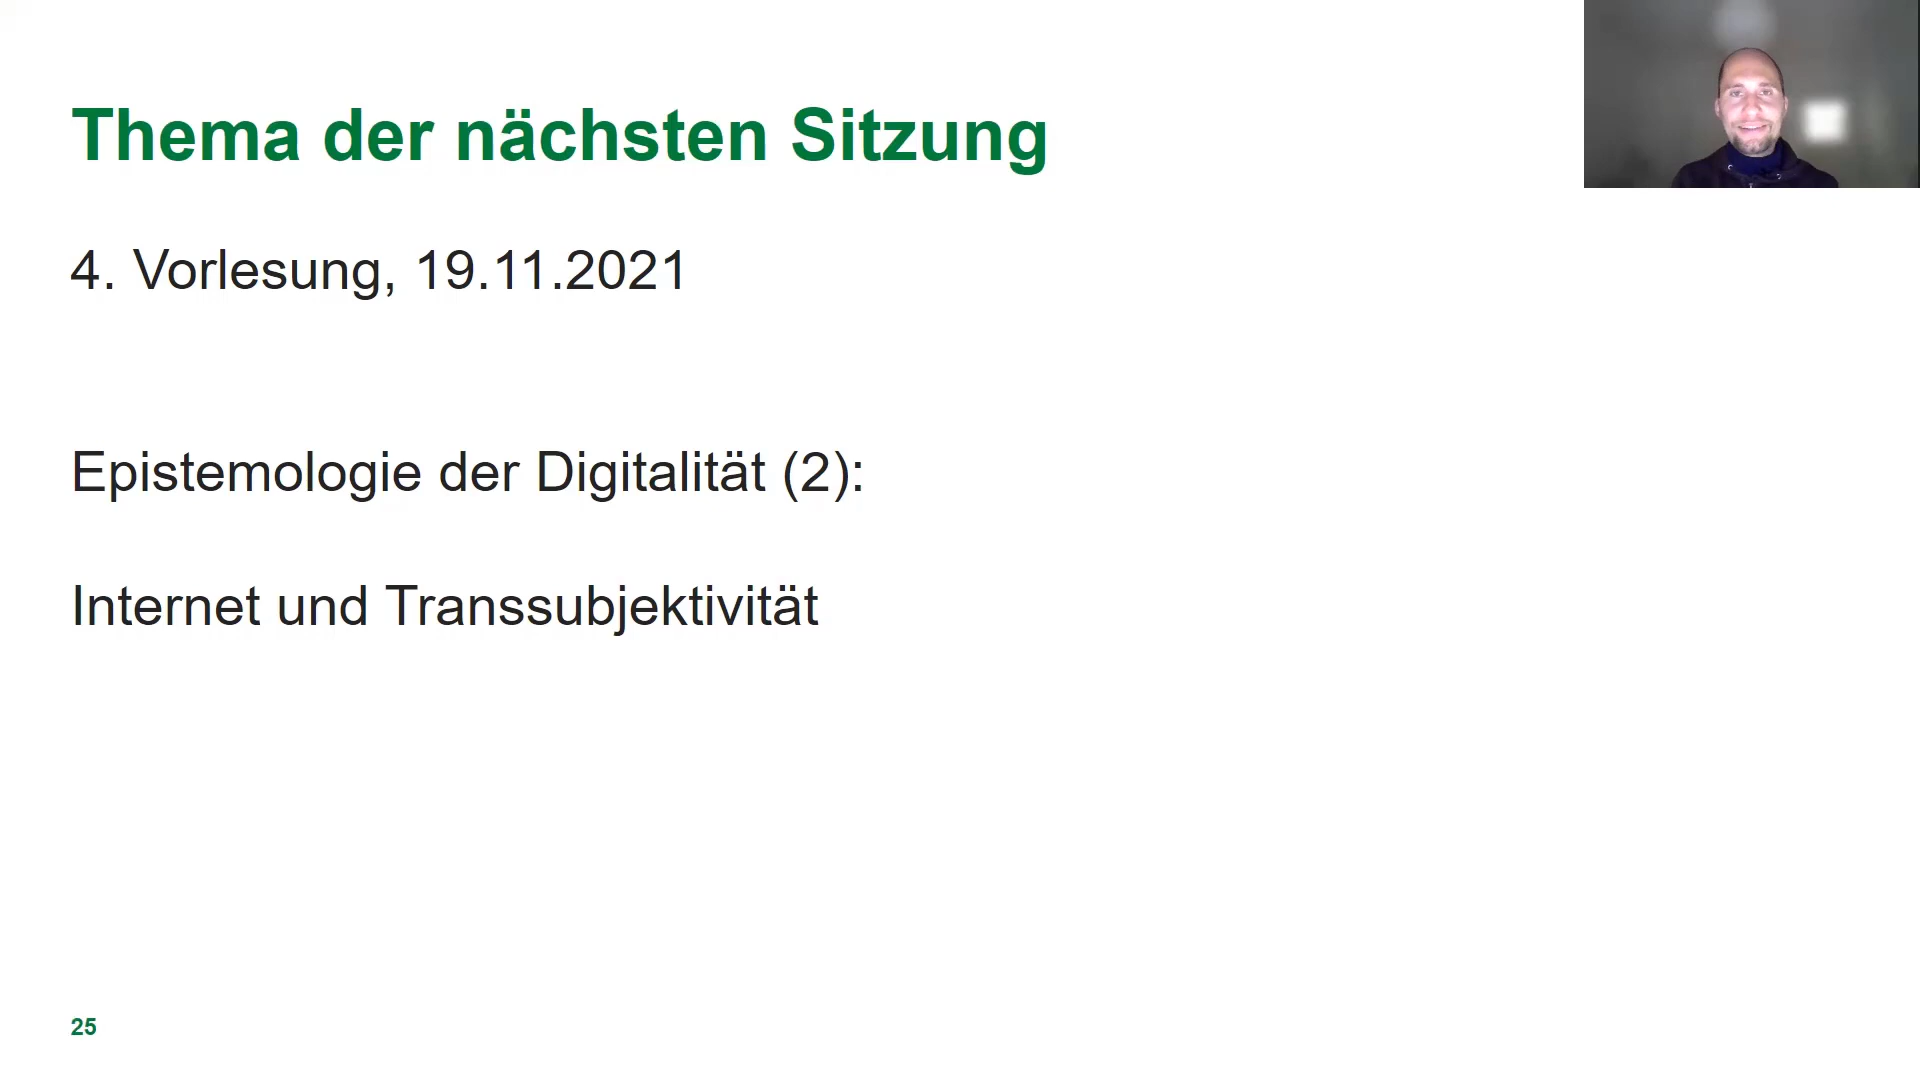 Thema der nächsten Sitzung
4. Vorlesung, 19.11.2021
Epistemologie der Digitalität (2):
Internet und Transsubjektivität
25